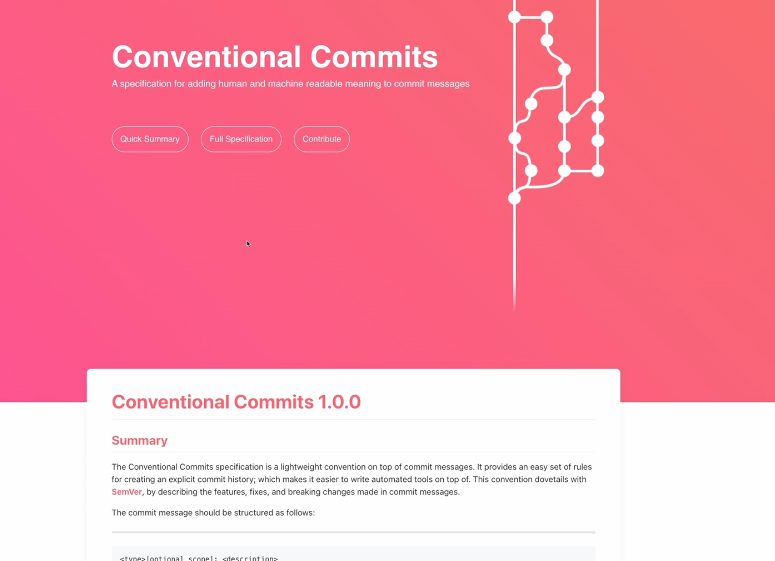 Conventional Commits
A specification for adding human and machine readable meaning to commit messages
Quick Summary
Full Specification
Contribute
Conventional Commits 1.0.0
Summary
The Conventional Commits specification is a lightweight convention on top of commit messages. It provides an easy set of rules
for creating an explicit commit history; which makes it easier to write automated tools on top of. This convention dovetails with
SemVer, by describing the features, fixes, and breaking changes made in commit messages.
The commit message should be structured as follows:
<type>[optional scope]: <description>